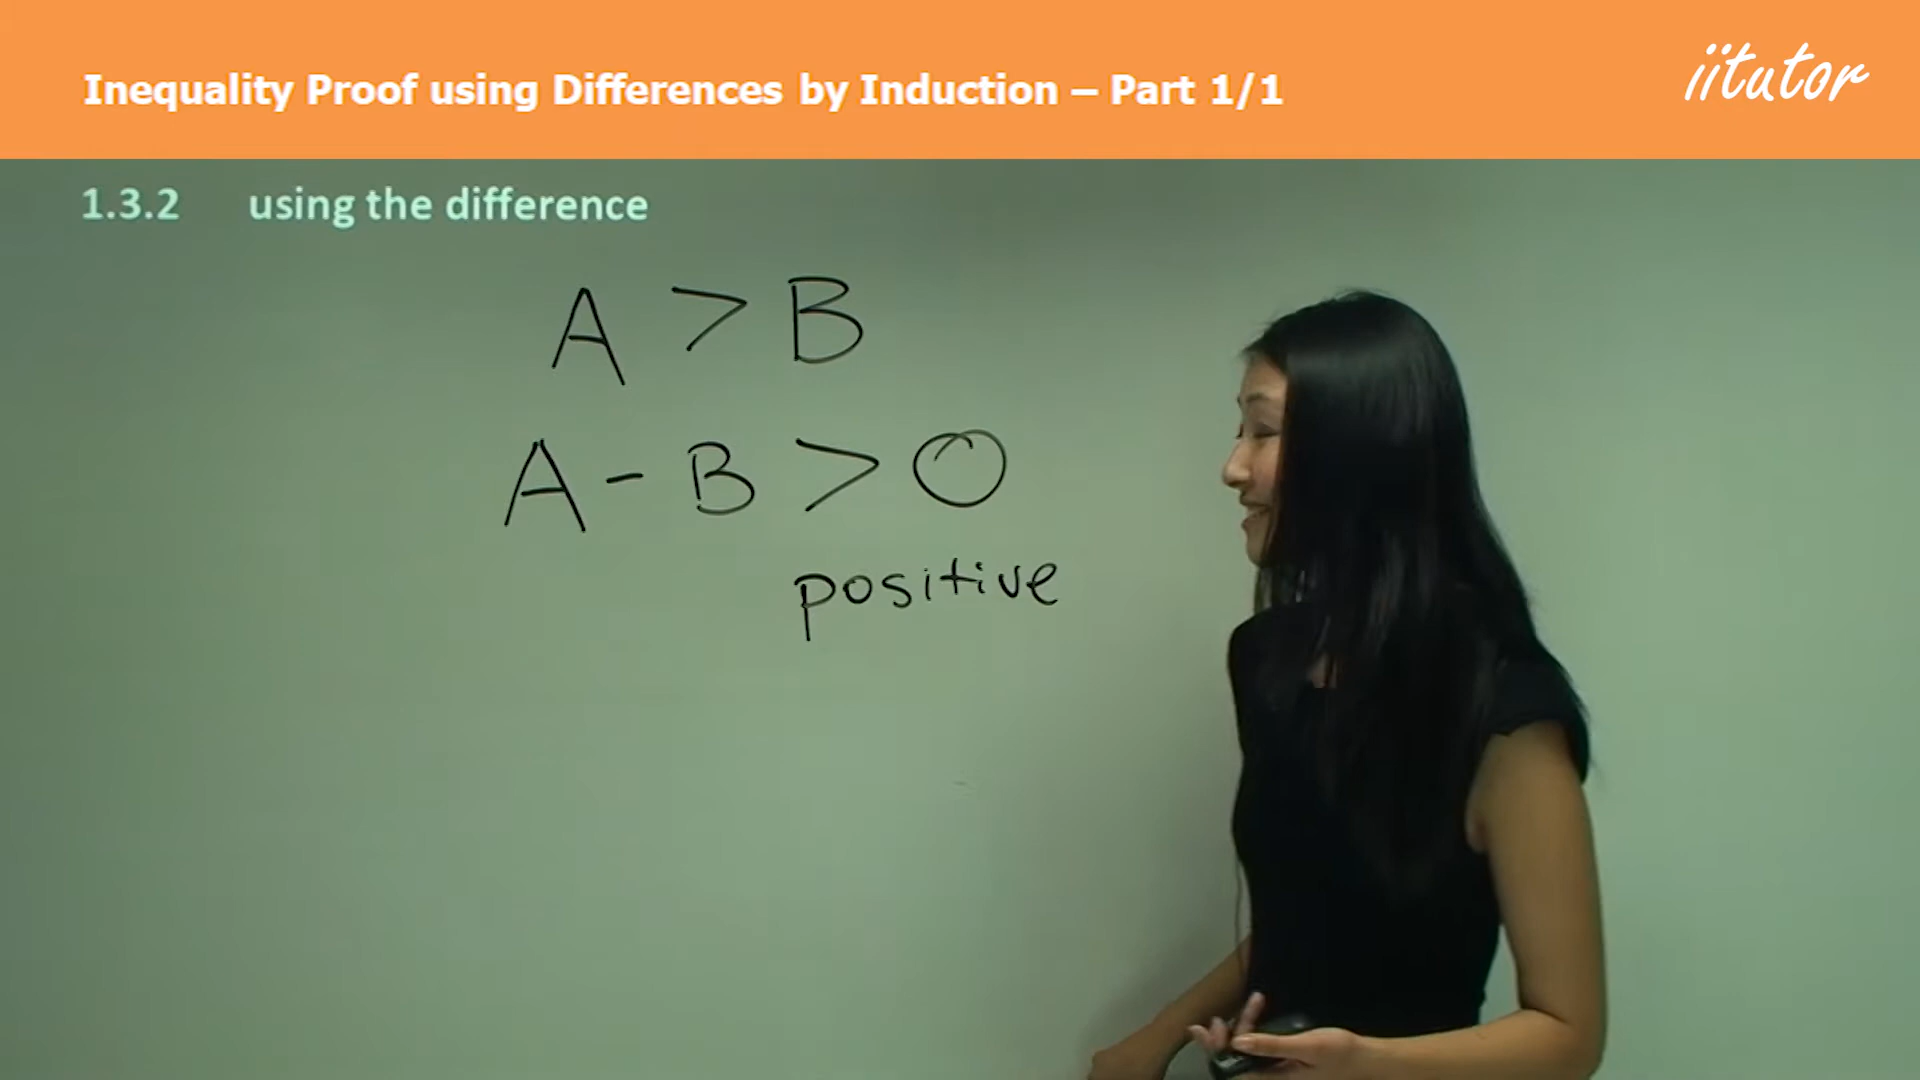 Inequality Proof using Differences by Induction – Part 1/1
iitutor
1.3.2 using the difference
A > B
A - B > 0
positive